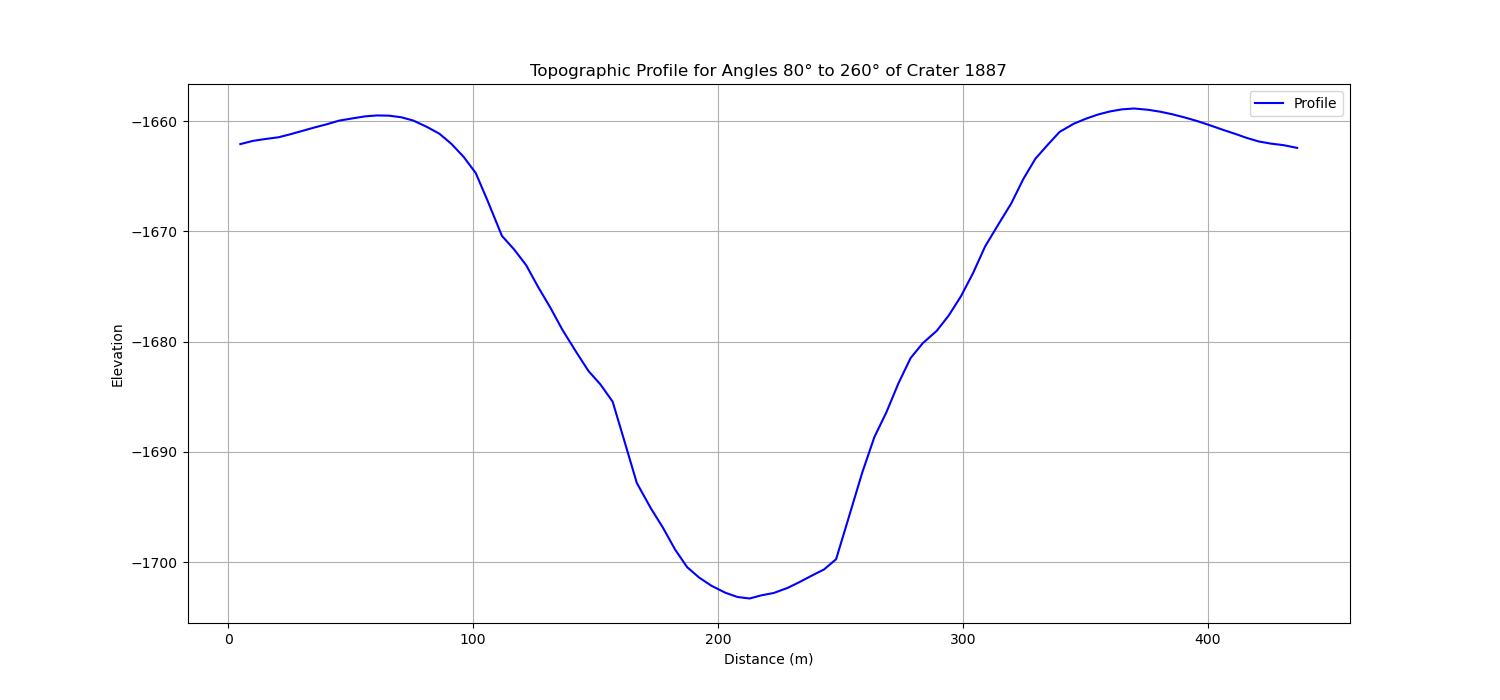 Topographic Profile for Angles 80° to 260° of Crater 1887
Profile
−1660
−1670
−1680
−1690
−1700
Elevation
0 100 200 300 400
Distance (m)